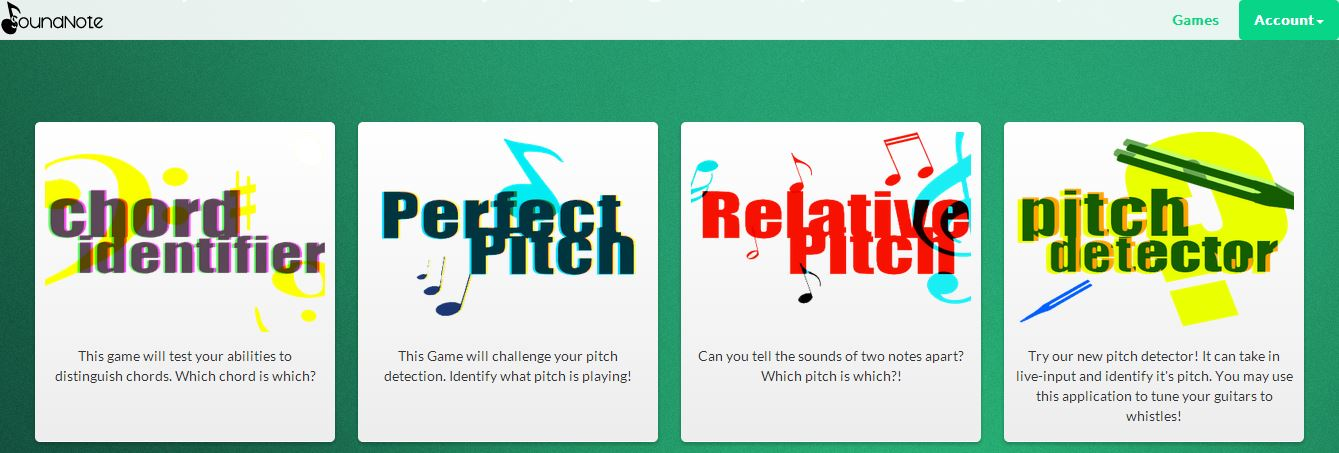 SoundNote
Games
Account
chord
identifier
This game will test your abilities to
distinguish chords. Which chord is which?
Perfect
Pitch
This Game will challenge your pitch
detection. Identify what pitch is playing!
Relative
Pitch
Can you tell the sounds of two notes apart?
Which pitch is which?!
pitch
detector
Try our new pitch detector! It can take in
live-input and identify it's pitch. You may use
this application to tune your guitars to
whistles!